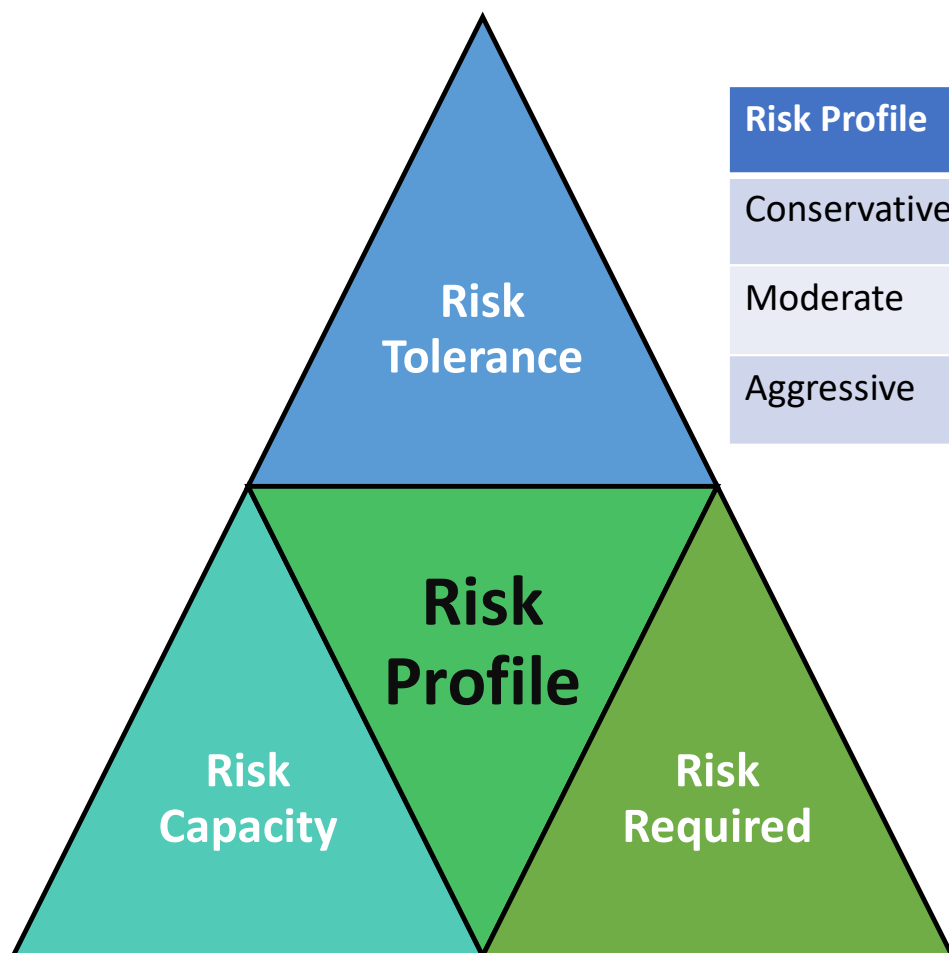 Risk
Tolerance
Risk
Profile
Risk
Capacity
Risk
Required
Risk Profile
Conservative
Moderate
Aggressive